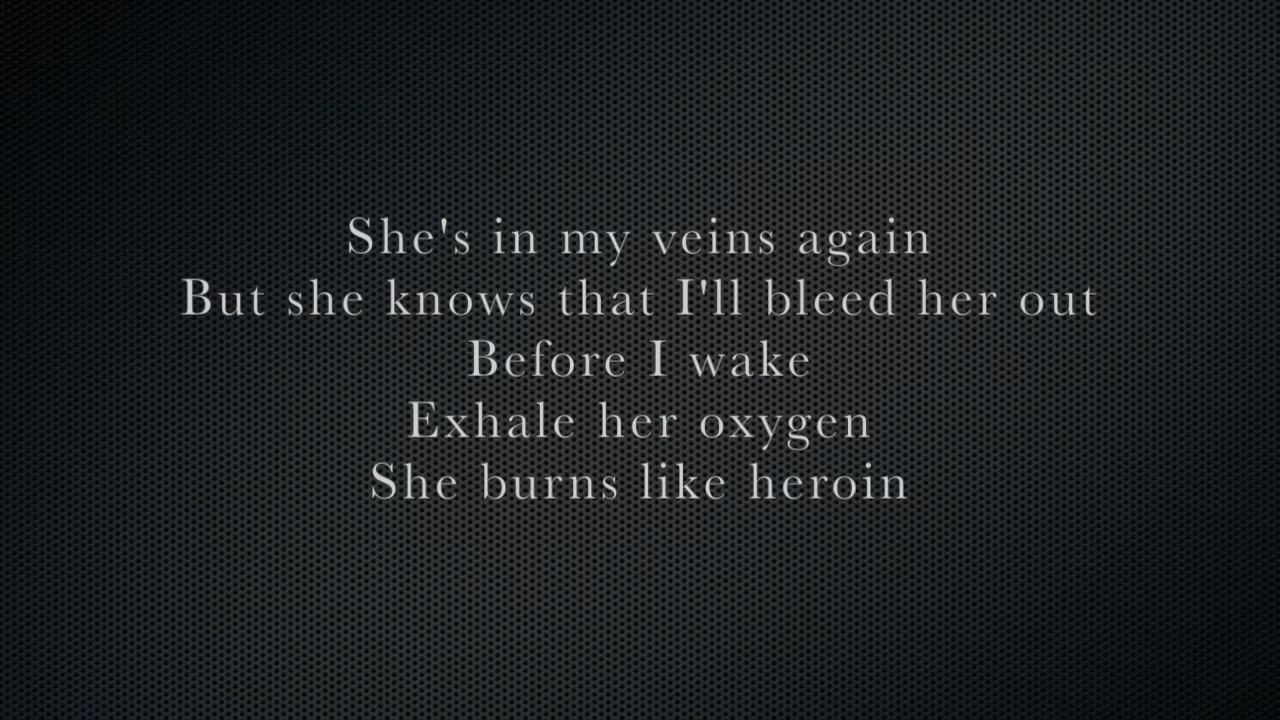 She's in my veins again
But she knows that I'll bleed her out
Before I wake
Exhale her oxygen
She burns like heroin